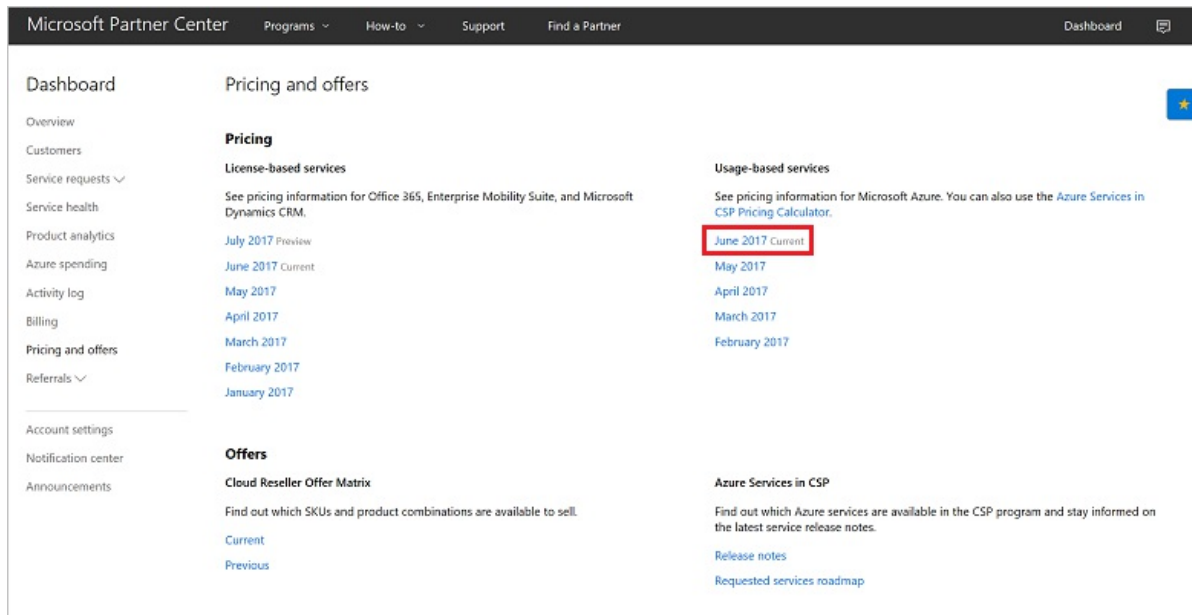 Microsoft Partner Center
Programs
How-to
Support
Find a Partner
Dashboard
Dashboard
Overview
Customers
Service requests
Service health
Product analytics
Azure spending
Activity log
Billing
Pricing and offers
Referrals
Account settings
Notification center
Announcements
Pricing and offers
Pricing
License-based services
See pricing information for Office 365, Enterprise Mobility Suite, and Microsoft
Dynamics CRM.
July 2017 Preview
June 2017 Current
May 2017
April 2017
March 2017
February 2017
January 2017
Usage-based services
See pricing information for Microsoft Azure. You can also use the Azure Services in
CSP Pricing Calculator.
June 2017 Current
May 2017
April 2017
March 2017
February 2017
Offers
Cloud Reseller Offer Matrix
Find out which SKUs and product combinations are available to sell.
Current
Previous
Azure Services in CSP
Find out which Azure services are available in the CSP program and stay informed on
the latest service release notes.
Release notes
Requested services roadmap